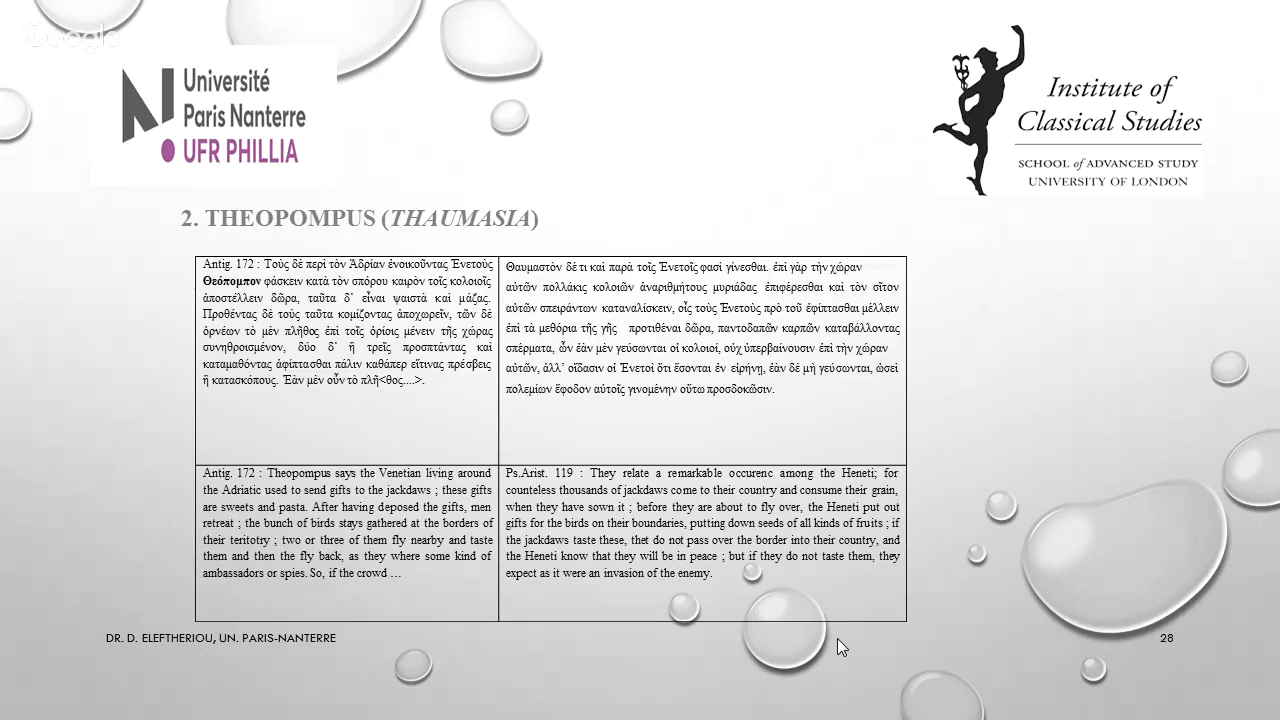 Google
Université
Paris Nanterre
UFR PHILLIA
Institute of
Classical Studies
SCHOOL of ADVANCED STUDY
UNIVERSITY OF LONDON
2. THEOPOMPUS (THAUMASIA)
Antig. 172 : Τοὺς δὲ περὶ τὸν Ἀδρίαν ἐνοικοῦντας Ἐνετοὺς
Θεόπομπον φάσκειν κατὰ τὸν σπόρου καιρὸν τοῖς κολοιοῖς
ἀποστέλλειν δῶρα, ταῦτα δ᾽ εἶναι ψαιστὰ καὶ μάζας.
Προθέντας δὲ τοὺς ταῦτα κομίζοντας ἀποχωρεῖν, τῶν δὲ
ὀρνέων τὸ μὲν πλῆθος ἐπὶ τοῖς ὁρίοις μένειν τῆς χώρας
συνηθροισμένον, δύο δ᾽ ἢ τρεῖς προσπτάντας καὶ
καταμαθόντας ἀφίπτασθαι πάλιν καθάπερ εἴτινας πρέσβεις
ἢ κατασκόπους. Ἐὰν μὲν οὖν τὸ πλῆ<θος....>.
Θαυμαστὸν δέ τι καὶ παρὰ τοῖς Ἐνετοῖς φασὶ γίνεσθαι. ἐπὶ γὰρ τὴν χώραν
αὐτῶν πολλάκις κολοιῶν ἀναριθμήτους μυριάδας ἐπιφέρεσθαι καὶ τὸν σῖτον
αὐτῶν σπειράντων καταναλίσκειν, οἷς τοὺς Ἐνετοὺς πρὸ τοῦ ἐφίπτασθαι μέλλειν
ἐπὶ τὰ μεθόρια τῆς γῆς προτιθέναι δῶρα, παντοδαπῶν καρπῶν καταβάλλοντας
σπέρματα, ὧν ἐὰν μὲν γεύσωνται οἱ κολοιοί, οὐχ ὑπερβαίνουσιν ἐπὶ τὴν χώραν
αὐτῶν, ἀλλ᾽ οἴδασιν οἱ Ἐνετοὶ ὅτι ἔσονται ἐν εἰρήνῃ, ἐὰν δὲ μὴ γεύσωνται, ὡσεὶ
πολεμίων ἔφοδον αὐτοῖς γινομένην οὕτω προσδοκῶσιν.
Antig. 172 : Theopompus says the Venetian living around
the Adriatic used to send gifts to the jackdaws ; these gifts
are sweets and pasta. After having deposed the gifts, men
retreat ; the bunch of birds stays gathered at the borders of
their teritotry ; two or three of them fly nearby and taste
them and then the fly back, as they where some kind of
ambassadors or spies. So, if the crowd …
Ps.Arist. 119 : They relate a remarkable occurenc among the Heneti; for
counteless thousands of jackdaws come to their country and consume their grain,
when they have sown it ; before they are about to fly over, the Heneti put out
gifts for the birds on their boundaries, putting down seeds of all kinds of fruits ; if
the jackdaws taste these, thet do not pass over the border into their country, and
the Heneti know that they will be in peace ; but if they do not taste them, they
expect as it were an invasion of the enemy.
DR. D. ELEFTHERIOU, UN. PARIS-NANTERRE
28